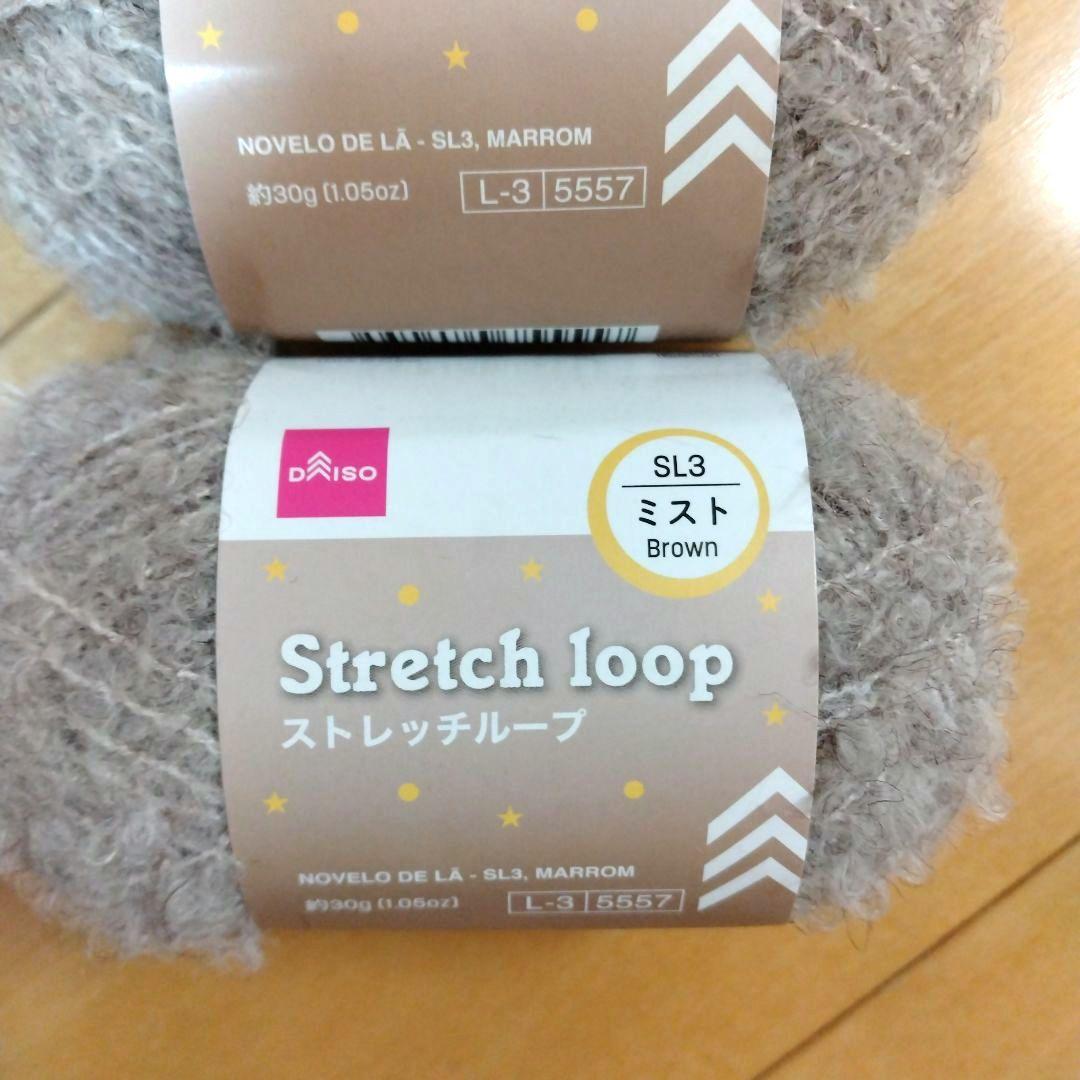 NOVELO DE LÃ - SL3, MARROM
約30g (1.05oz)
L-3 5557
DAISO
SL3
ミスト
Brown
Stretch loop
ストレッチループ
NOVELO DE LÃ - SL3, MARROM
約30g (1.05oz)
L-3 5557